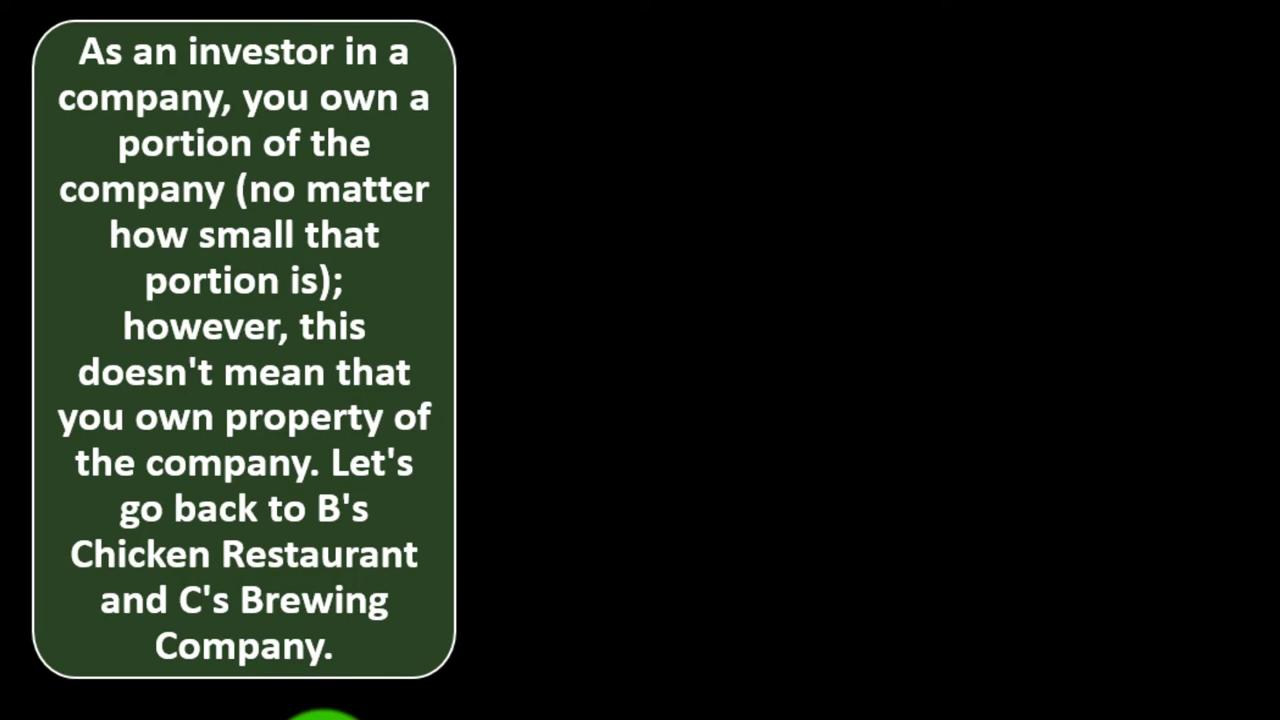 As an investor in a
company, you own a
portion of the
company (no matter
how small that
portion is);
however, this
doesn't mean that
you own property of
the company. Let's
go back to B's
Chicken Restaurant
and C's Brewing
Company.